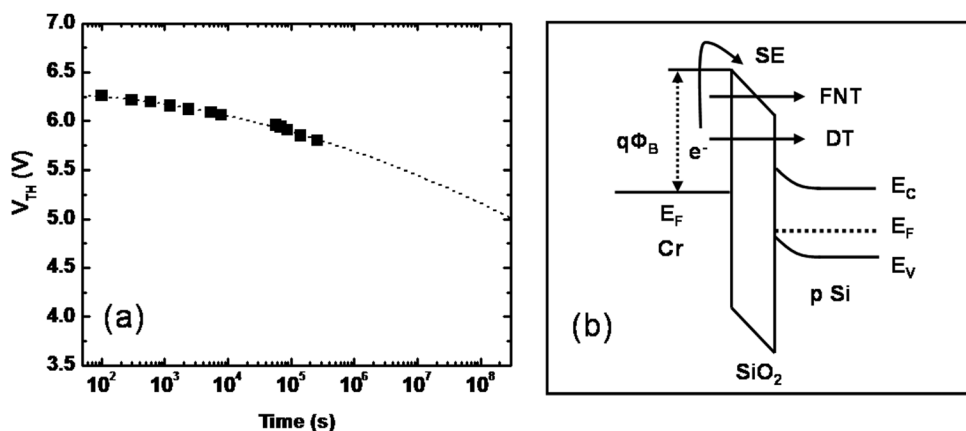 7.0
6.5
6.0
5.5
5.0
4.5
4.0
3.5
V_TH (V)
10^2 10^3 10^4 10^5 10^6 10^7 10^8
Time (s)
(a)
SE
FNT
DT
qΦ_B
e^-
E_F
Cr
E_C
E_F
E_V
p Si
SiO_2
(b)